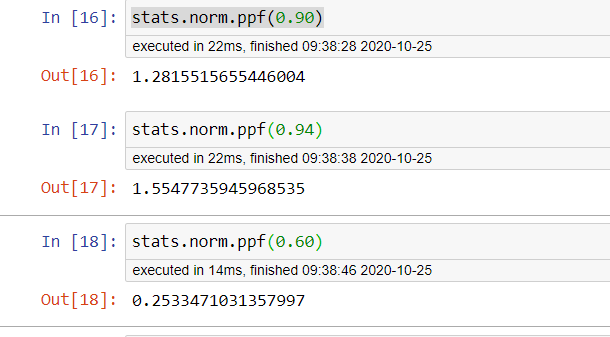 In [16]: stats.norm.ppf(0.90)
executed in 22ms, finished 09:38:28 2020-10-25
Out[16]: 1.2815515655446004
In [17]: stats.norm.ppf(0.94)
executed in 22ms, finished 09:38:38 2020-10-25
Out[17]: 1.5547735945968535
In [18]: stats.norm.ppf(0.60)
executed in 14ms, finished 09:38:46 2020-10-25
Out[18]: 0.2533471031357997